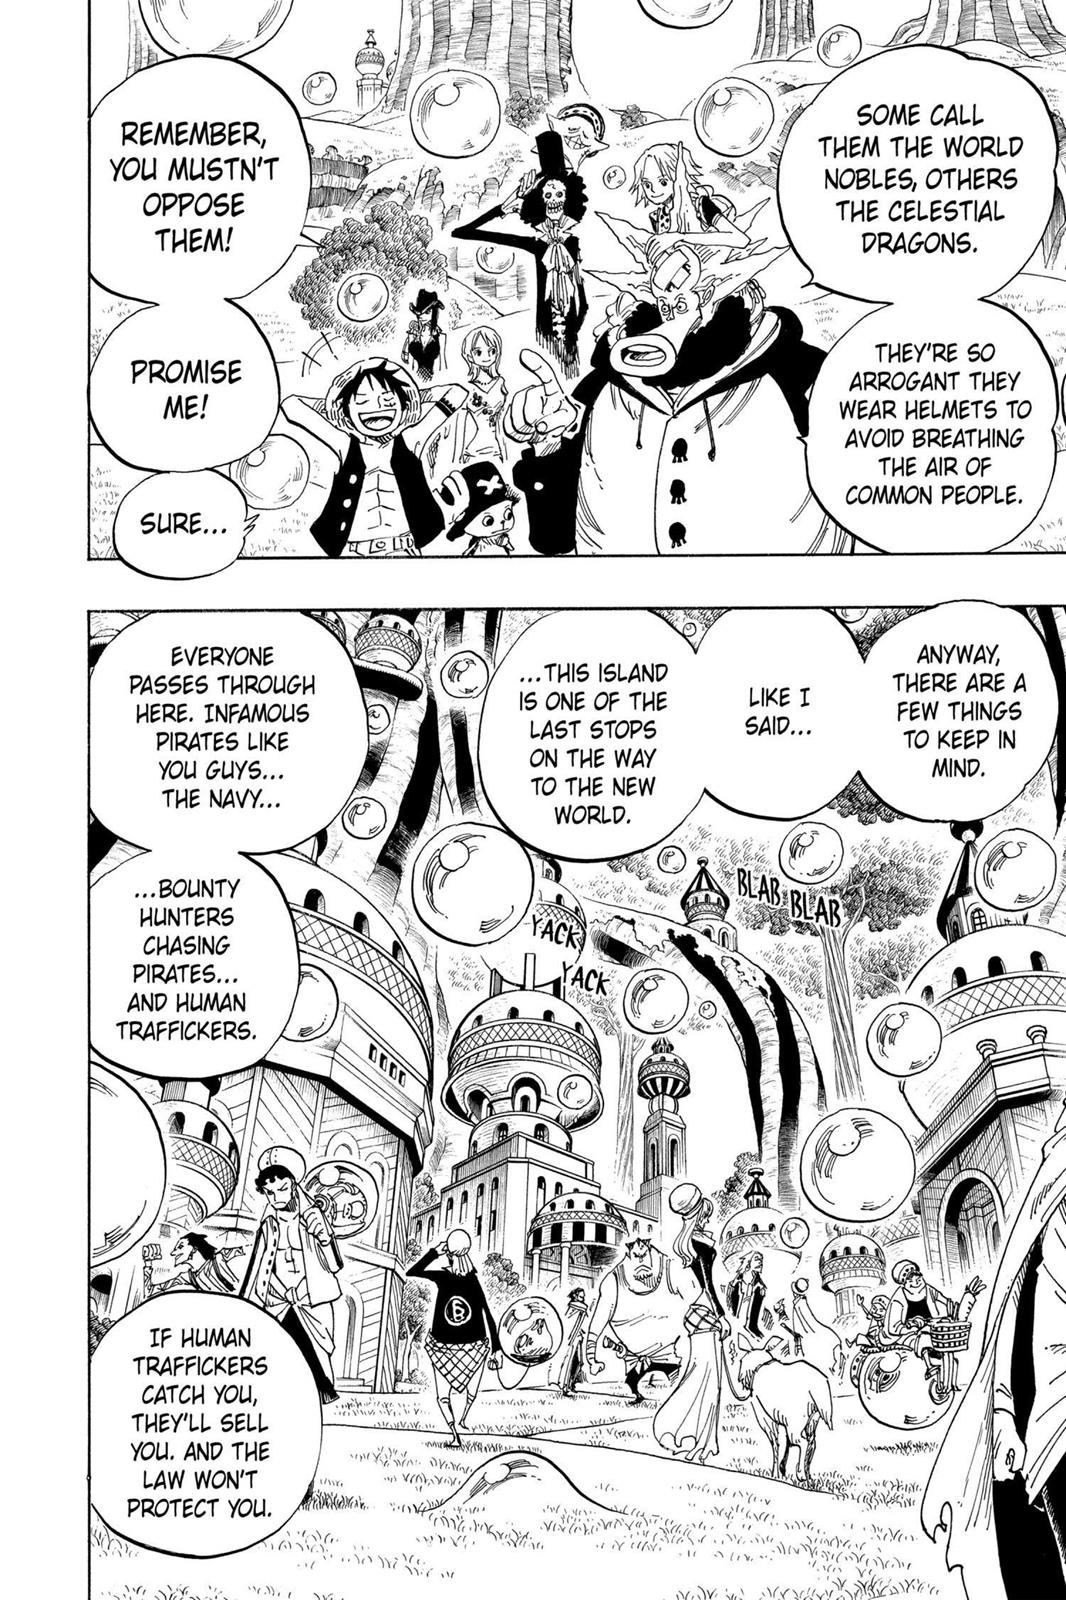 SOME CALL
THEM THE WORLD
NOBLES, OTHERS
THE CELESTIAL
DRAGONS.
THEY'RE SO
ARROGANT THEY
WEAR HELMETS TO
AVOID BREATHING
THE AIR OF
COMMON PEOPLE.
REMEMBER,
YOU MUSTN'T
OPPOSE
THEM!
PROMISE
ME!
SURE...
ANYWAY,
THERE ARE A
FEW THINGS
TO KEEP IN
MIND.
LIKE I
SAID...
...THIS ISLAND
IS ONE OF THE
LAST STOPS
ON THE WAY
TO THE NEW
WORLD.
BLAB BLAB
YACK
YACK
EVERYONE
PASSES THROUGH
HERE. INFAMOUS
PIRATES LIKE
YOU GUYS...
THE NAVY...
...BOUNTY
HUNTERS
CHASING
PIRATES...
AND HUMAN
TRAFFICKERS.
IF HUMAN
TRAFFICKERS
CATCH YOU,
THEY'LL SELL
YOU. AND THE
LAW WON'T
PROTECT YOU.